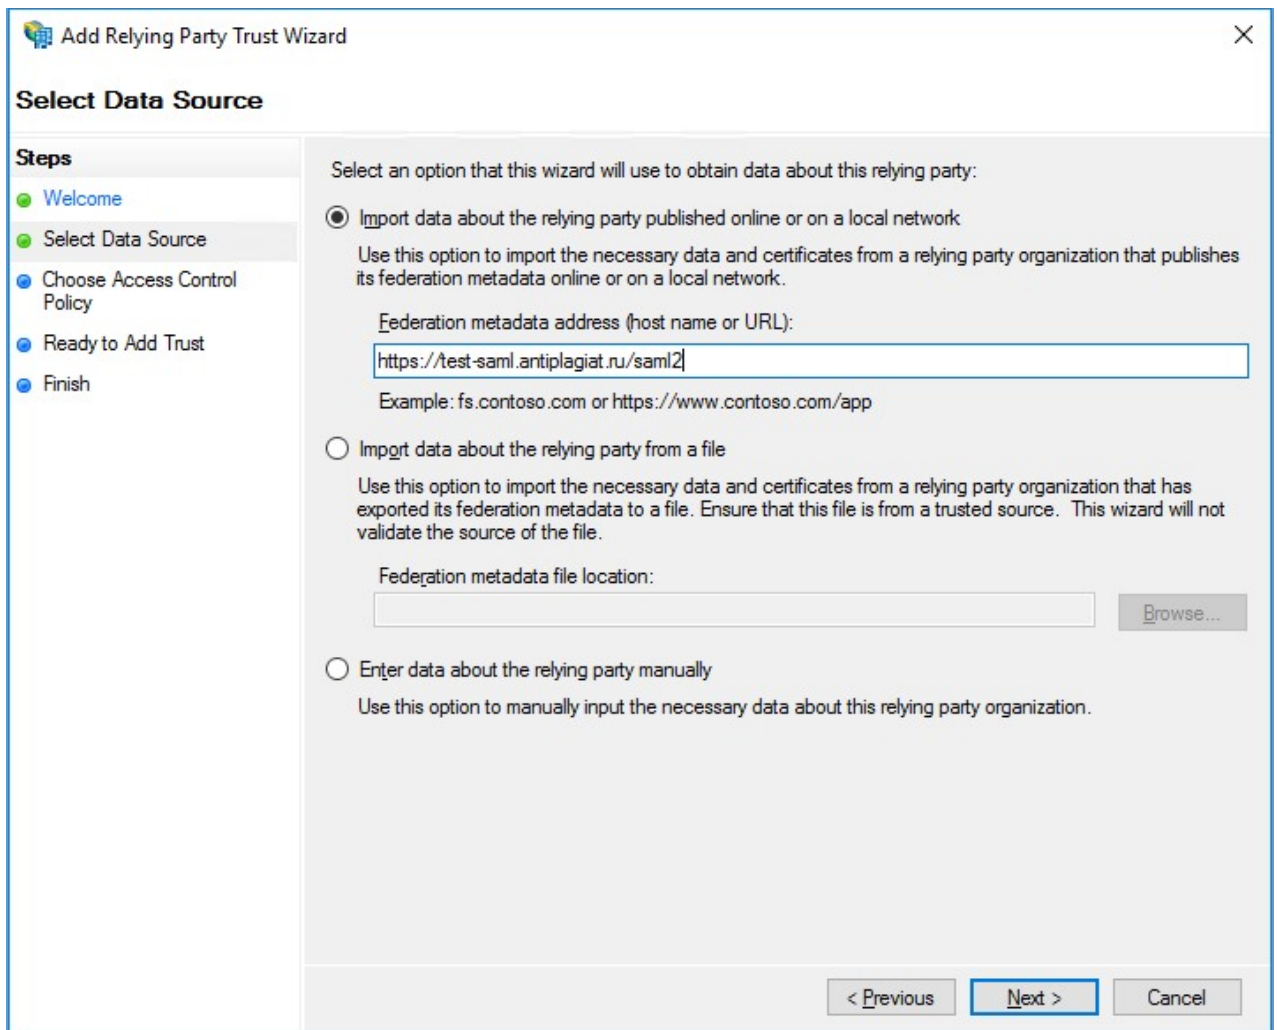 Add Relying Party Trust Wizard
Select Data Source
Steps
Welcome
Select Data Source
Choose Access Control
Policy
Ready to Add Trust
Finish
Select an option that this wizard will use to obtain data about this relying party:
Import data about the relying party published online or on a local network
Use this option to import the necessary data and certificates from a relying party organization that publishes
its federation metadata online or on a local network.
Federation metadata address (host name or URL):
https://test-saml.antiplagiat.ru/saml2
Example: fs.contoso.com or https://www.contoso.com/app
Import data about the relying party from a file
Use this option to import the necessary data and certificates from a relying party organization that has
exported its federation metadata to a file. Ensure that this file is from a trusted source.  This wizard will not
validate the source of the file.
Federation metadata file location:
Browse...
Enter data about the relying party manually
Use this option to manually input the necessary data about this relying party organization.
< Previous
Next >
Cancel